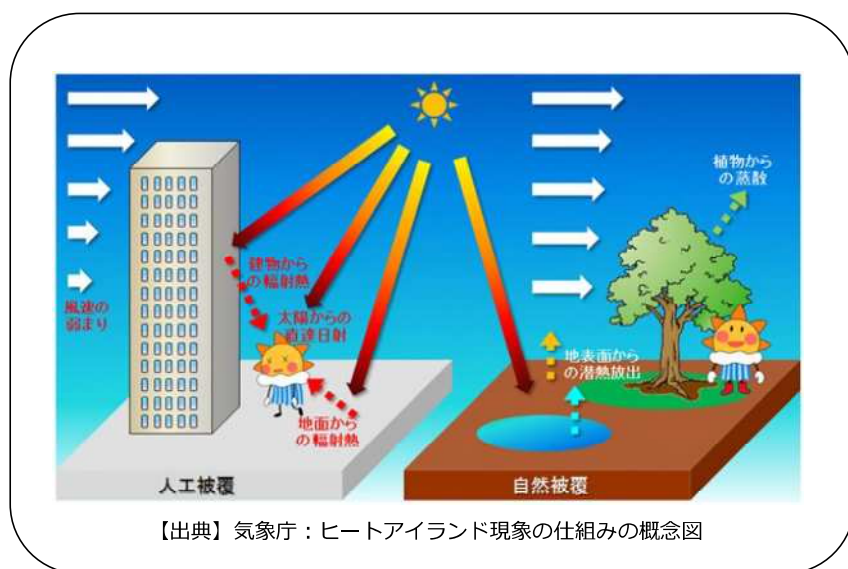 植物から
の蒸散
建物から
の輻射熱
太陽からの
直達日射
風速の
弱まり
地表面から
の潜熱放出
地面から
の輻射熱
人工被覆
自然被覆
【出典】気象庁：ヒートアイランド現象の仕組みの概念図